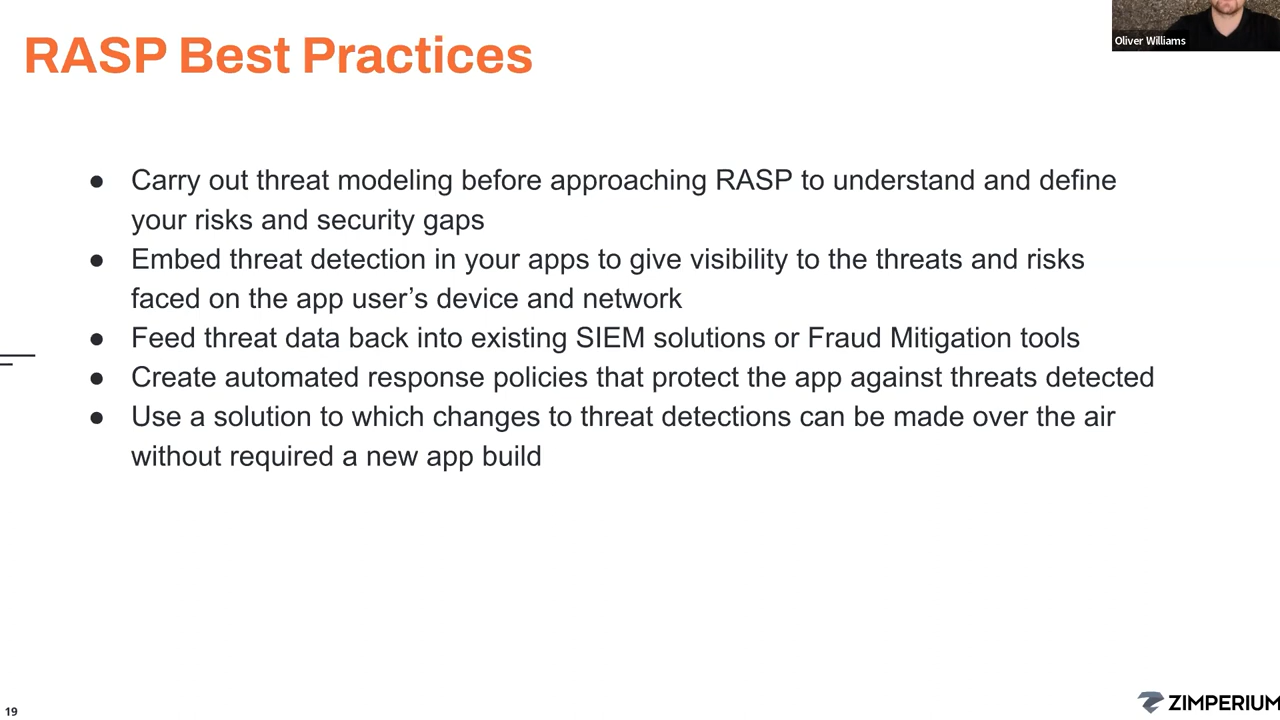 RASP Best Practices
Oliver Williams
● Carry out threat modeling before approaching RASP to understand and define
your risks and security gaps
● Embed threat detection in your apps to give visibility to the threats and risks
faced on the app user’s device and network
● Feed threat data back into existing SIEM solutions or Fraud Mitigation tools
● Create automated response policies that protect the app against threats detected
● Use a solution to which changes to threat detections can be made over the air
without required a new app build
19
ZIMPERIUM